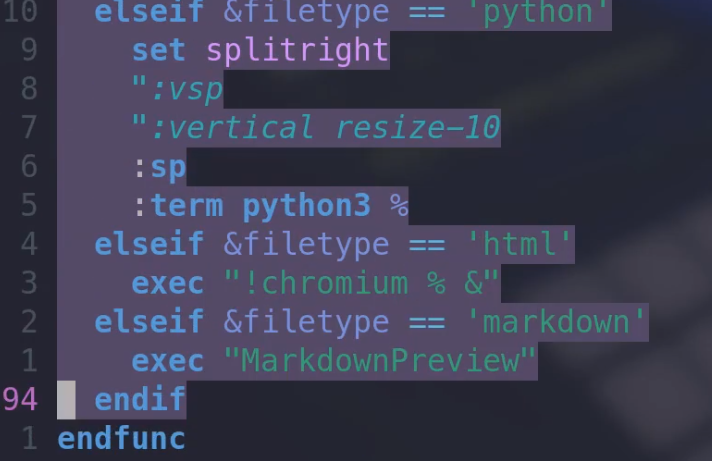 10   elseif &filetype == 'python'
 9     set splitright
 8     ":vsp
 7     ":vertical resize-10
 6     :sp
 5     :term python3 %
 4   elseif &filetype == 'html'
 3     exec "!chromium % &"
 2   elseif &filetype == 'markdown'
 1     exec "MarkdownPreview"
94   endif
 1 endfunc